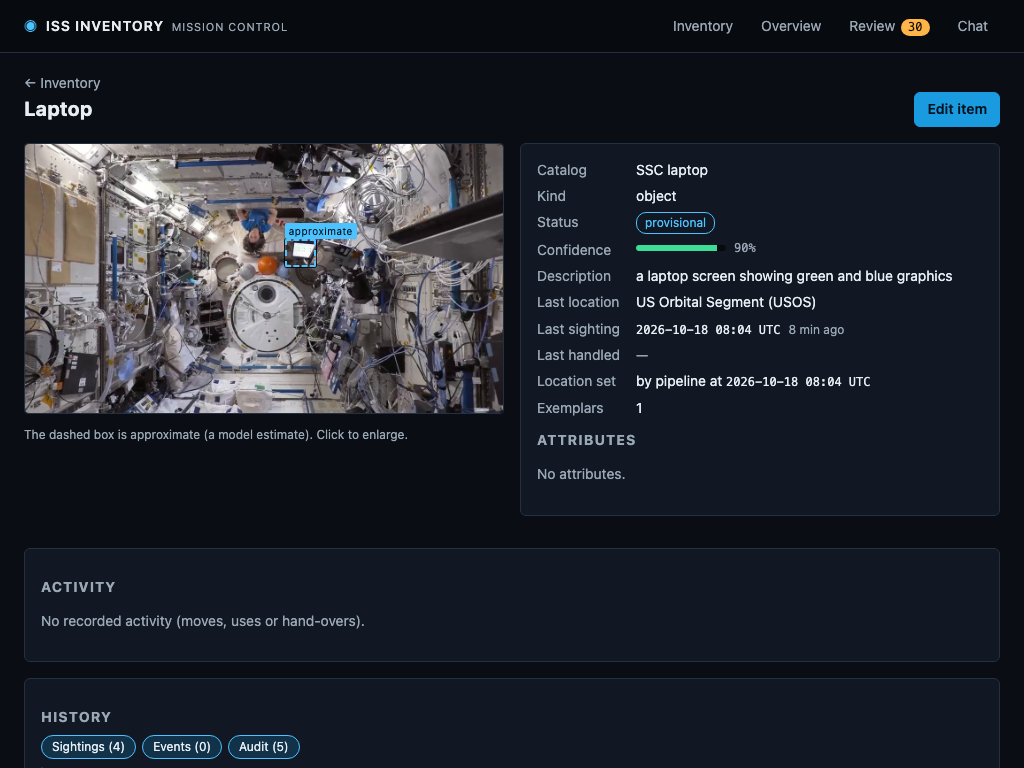 ISS INVENTORY MISSION CONTROL
Inventory Overview Review 30 Chat
← Inventory
Laptop
Edit item
approximate
The dashed box is approximate (a model estimate). Click to enlarge.
Catalog SSC laptop
Kind object
Status provisional
Confidence 90%
Description a laptop screen showing green and blue graphics
Last location US Orbital Segment (USOS)
Last sighting 2026-10-18 08:04 UTC 8 min ago
Last handled —
Location set by pipeline at 2026-10-18 08:04 UTC
Exemplars 1
ATTRIBUTES
No attributes.
ACTIVITY
No recorded activity (moves, uses or hand-overs).
HISTORY
Sightings (4) Events (0) Audit (5)